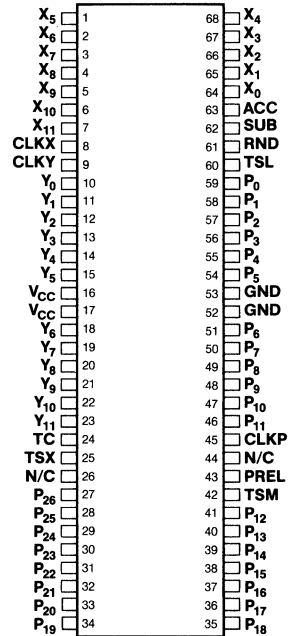 X5 1 68 X4
X6 2 67 X3
X7 3 66 X2
X8 4 65 X1
X9 5 64 X0
X10 6 63 ACC
X11 7 62 SUB
CLKX 8 61 RND
CLKY 9 60 TSL
Y0 10 59 P0
Y1 11 58 P1
Y2 12 57 P2
Y3 13 56 P3
Y4 14 55 P4
Y5 15 54 P5
VCC 16 53 GND
VCC 17 52 GND
Y6 18 51 P6
Y7 19 50 P7
Y8 20 49 P8
Y9 21 48 P9
Y10 22 47 P10
Y11 23 46 P11
TC 24 45 CLKP
TSX 25 44 N/C
N/C 26 43 PREL
P26 27 42 TSM
P25 28 41 P12
P24 29 40 P13
P23 30 39 P14
P22 31 38 P15
P21 32 37 P16
P20 33 36 P17
P19 34 35 P18